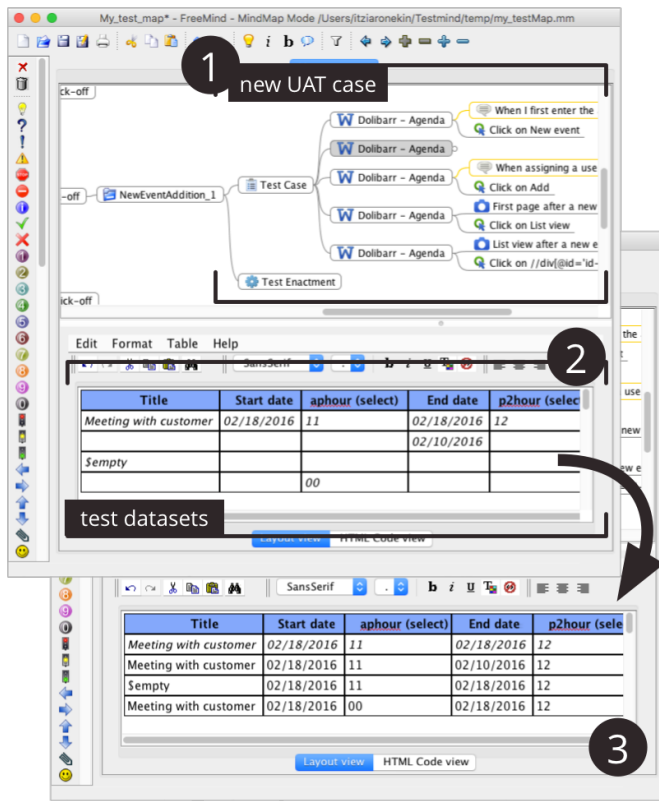 My_test_map* - FreeMind - MindMap Mode /Users/itziaronekin/Testmind/temp/my_testMap.mm
1
new UAT case
ck-off
Dolibarr - Agenda
When I first enter the
Click on New event
Dolibarr - Agenda
Dolibarr - Agenda
When assigning a use
Click on Add
-off
NewEventAddition_1
Test Case
Dolibarr - Agenda
First page after a new
Click on List view
Dolibarr - Agenda
List view after a new e
Click on //div[@id='id-
Test Enactment
ick-off
the
use
new
ew e
Edit Format Table Help
2
SansSerif
Title Start date aphour (select) End date p2hour (select
Meeting with customer 02/18/2016 11 02/18/2016 12
02/10/2016
$empty
00
test datasets
Layout view HTML Code view
SansSerif . b i U
Title Start date aphour (select) End date p2hour (sele
Meeting with customer 02/18/2016 11 02/18/2016 12
Meeting with customer 02/18/2016 11 02/10/2016 12
$empty 02/18/2016 11 02/18/2016 12
Meeting with customer 02/18/2016 00 02/18/2016 12
3
Layout view HTML Code view